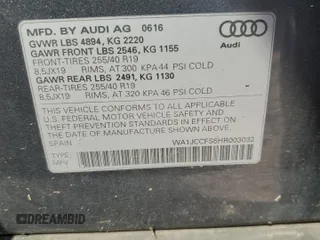 MFD. BY AUDI AG 0616
GVWR LBS 4894, KG 2220
GAWR FRONT LBS 2546, KG 1155
FRONT-TIRES 255/40 R19
8.5JX19 RIMS, AT 300 KPA 44 PSI COLD
GAWR REAR LBS 2491, KG 1130
REAR-TIRES 255/40 R19
8.5JX19 RIMS, AT 320 KPA 46 PSI COLD
Audi
THIS VEHICLE CONFORMS TO ALL APPLICABLE
U.S. FEDERAL MOTOR VEHICLE SAFETY AND
THEFT PREVENTION STANDARDS IN EFFECT ON
THE DATE OF MANUFACTURE SHOWN ABOVE.
SPAIN WA1JCCFS6HR003032
TYPE:
MPV
© DREAMBID